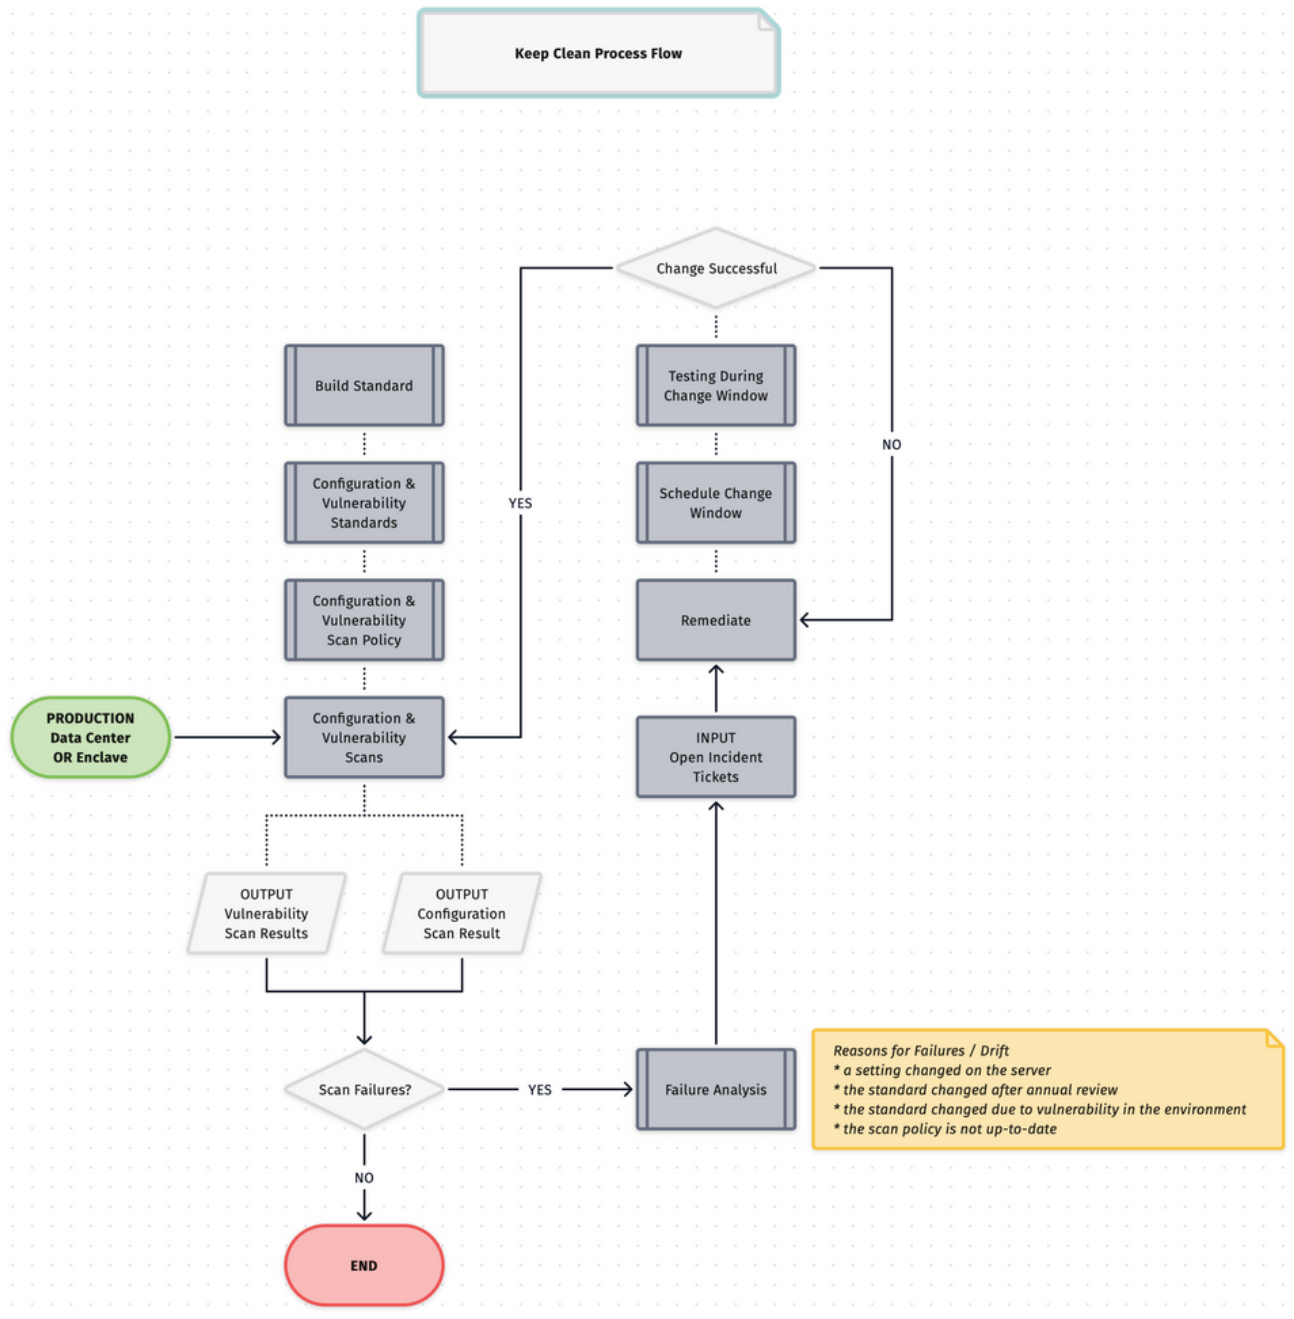 Keep Clean Process Flow
Change Successful
Build Standard
Testing During
Change Window
NO
Configuration &
Vulnerability
Standards
YES
Schedule Change
Window
Configuration &
Vulnerability
Scan Policy
Remediate
PRODUCTION
Data Center
OR Enclave
Configuration &
Vulnerability
Scans
INPUT
Open Incident
Tickets
OUTPUT
Vulnerability
Scan Results
OUTPUT
Configuration
Scan Result
Scan Failures?
YES
Failure Analysis
Reasons for Failures / Drift
* a setting changed on the server
* the standard changed after annual review
* the standard changed due to vulnerability in the environment
* the scan policy is not up-to-date
NO
END